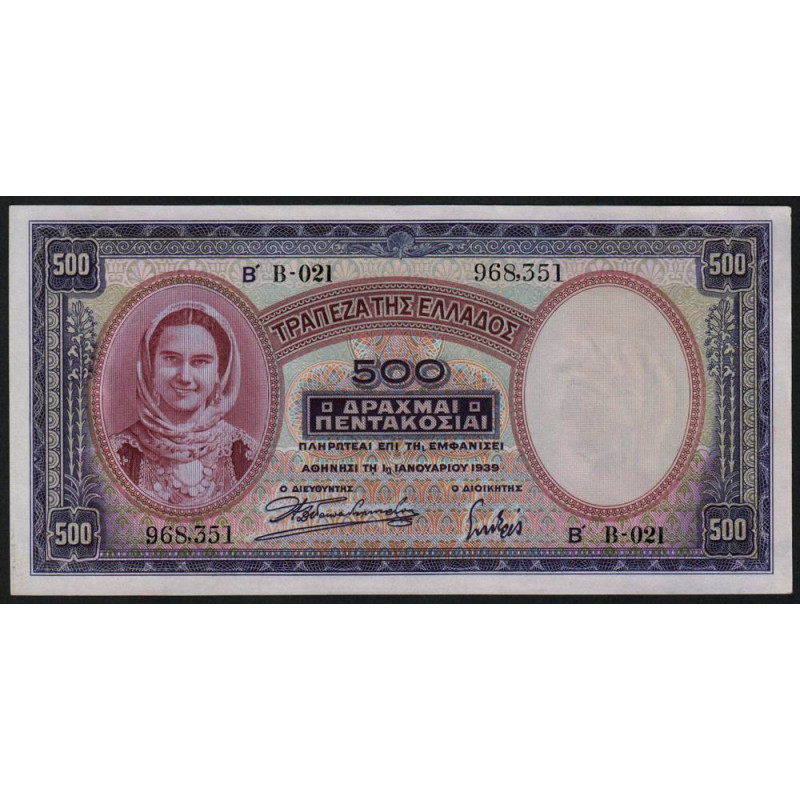 500 Β΄ Β-021 968,351 500
ΤΡΑΠΕΖΑ ΤΗΣ ΕΛΛΑΔΟΣ
500
ΔΡΑΧΜΑΙ
ΠΕΝΤΑΚΟΣΙΑΙ
ΠΛΗΡΩΤΕΑΙ ΕΠΙ ΤΗι ΕΜΦΑΝΙΣΕΙ
ΑΘΗΝΗΣΙ ΤΗ 1η ΙΑΝΟΥΑΡΙΟΥ 1939
Ο ΔΙΕΥΘΥΝΤΗΣ Ο ΔΙΟΙΚΗΤΗΣ
500 968,351 Β΄ Β-021 500